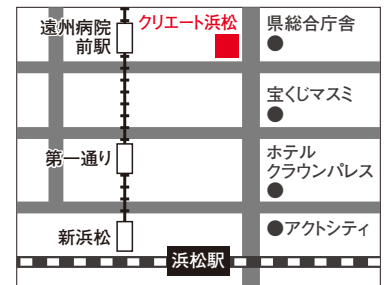 遠州病院
前駅
クリエート浜松
県総合庁舎
宝くじマスミ
第一通り
ホテル
クラウンパレス
新浜松
アクトシティ
浜松駅